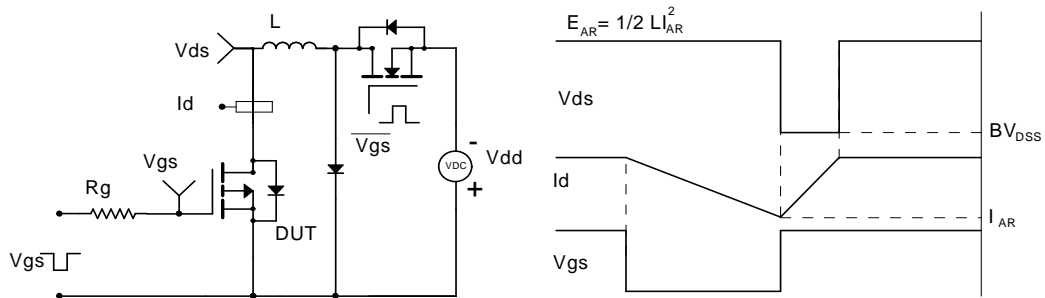 L
Vds
Id
Vgs
Rg
DUT
Vgs
Vgs
VDC
-
+
Vdd
E_AR = 1/2 LI_AR^2
Vds
BV_DSS
Id
I_AR
Vgs